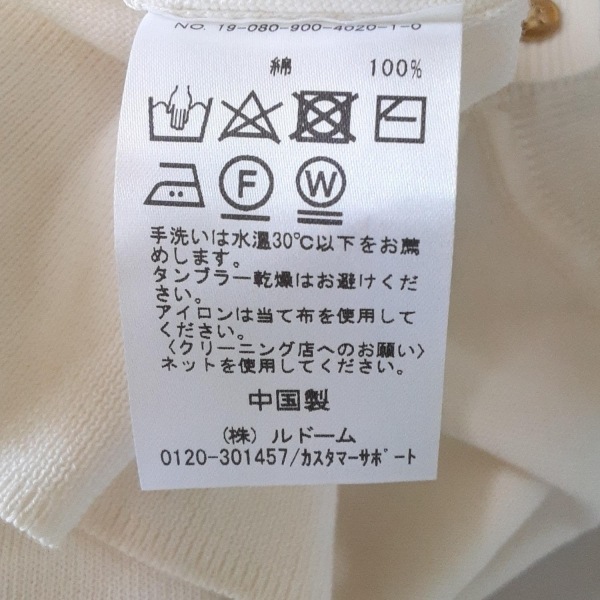 NO. 19-080-900-4020-1-0
綿 100%
F W
手洗いは水温30℃以下をお薦
めします。
タンブラー乾燥はお避けくだ
さい。
アイロンは当て布を使用して
ください。
〈クリーニング店へのお願い〉
ネットを使用してください。
中国製
(株) ルドーム
0120-301457/カスタマーサポート